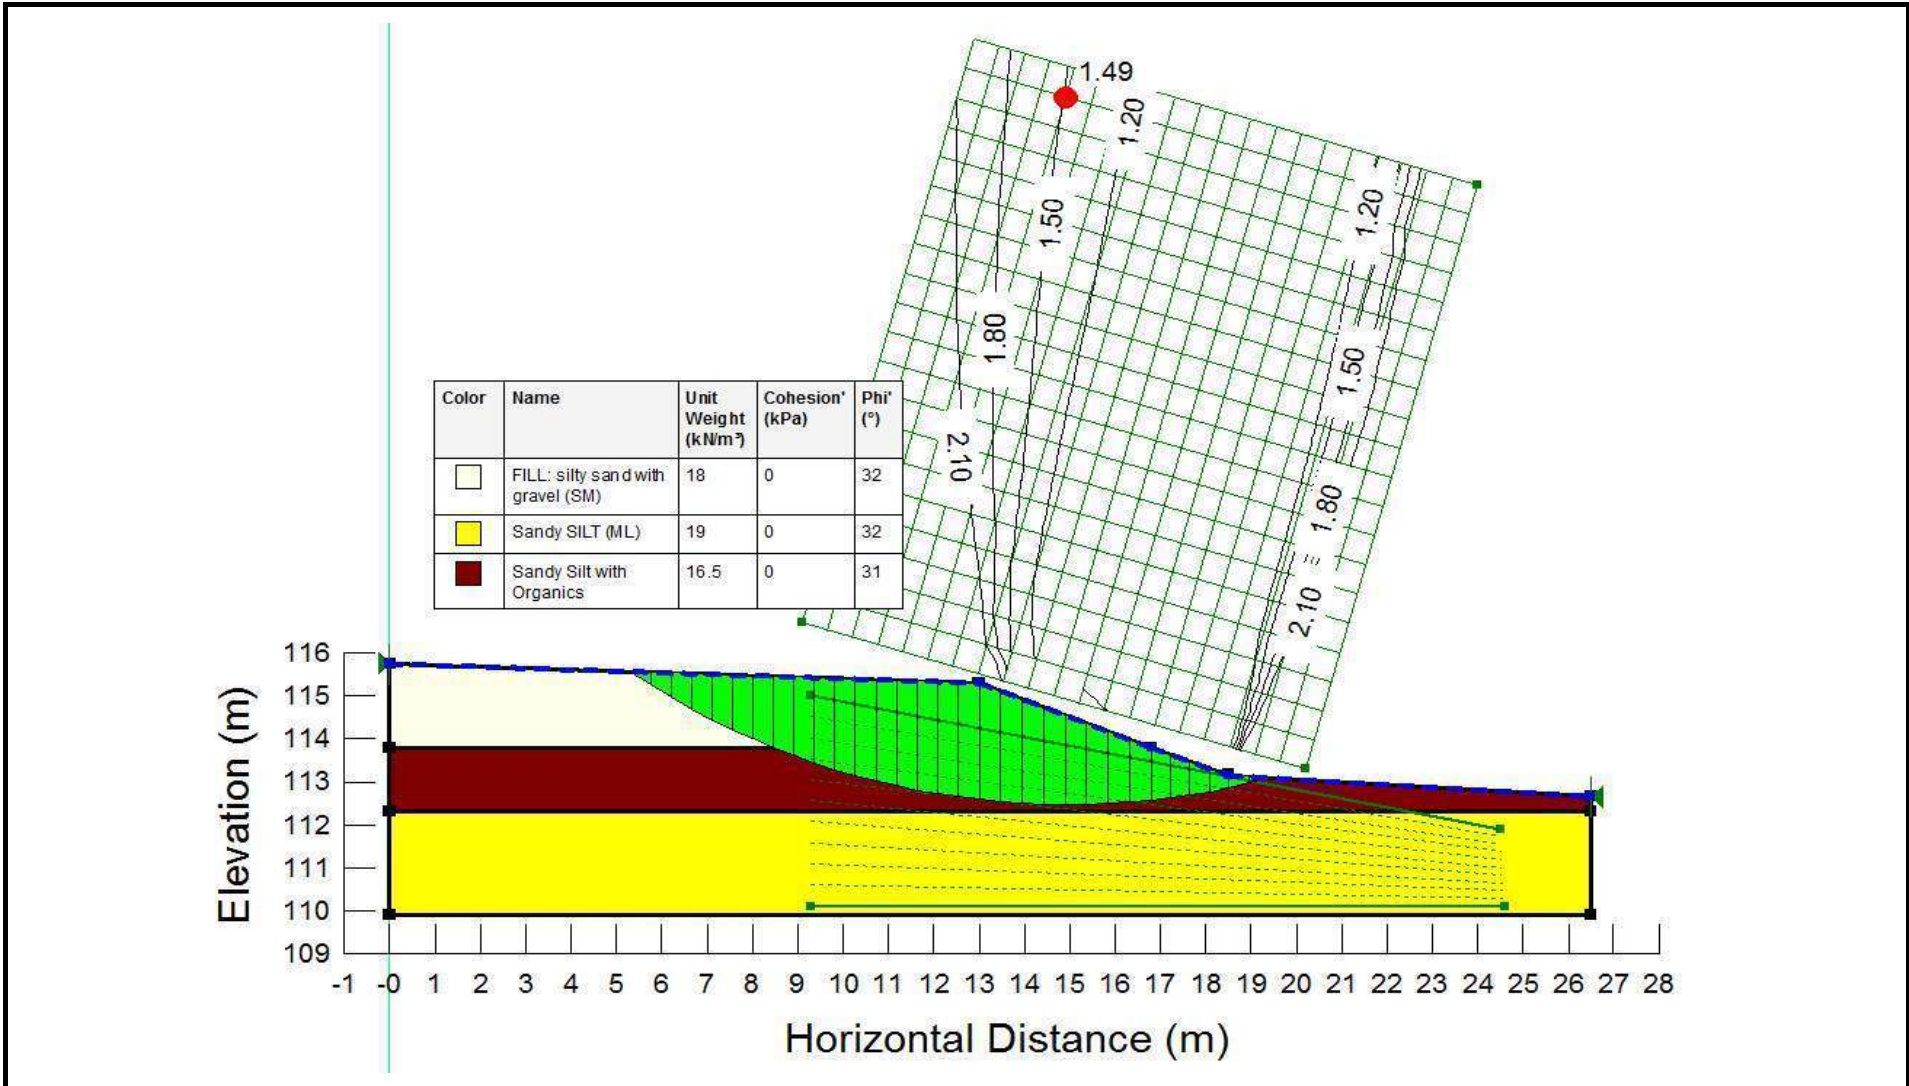 1.49
1.20
1.20
1.50
1.80
1.50
2.10
1.80
2.10
Color Name Unit Weight (kN/m³) Cohesion' (kPa) Phi' (°)
FILL: silty sand with gravel (SM) 18 0 32
Sandy SILT (ML) 19 0 32
Sandy Silt with Organics 16.5 0 31
Elevation (m)
116
115
114
113
112
111
110
109
-1 -0 1 2 3 4 5 6 7 8 9 10 11 12 13 14 15 16 17 18 19 20 21 22 23 24 25 26 27 28
Horizontal Distance (m)